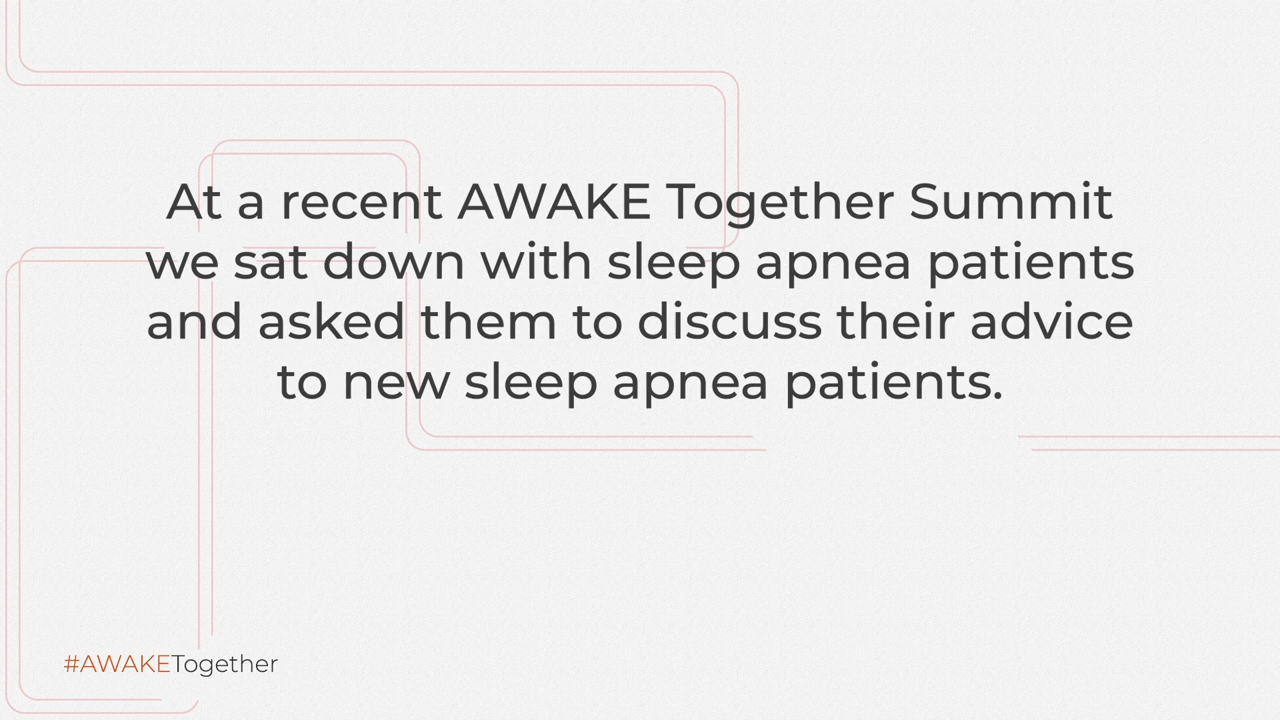 At a recent AWAKE Together Summit
we sat down with sleep apnea patients
and asked them to discuss their advice
to new sleep apnea patients.
#AWAKETogether